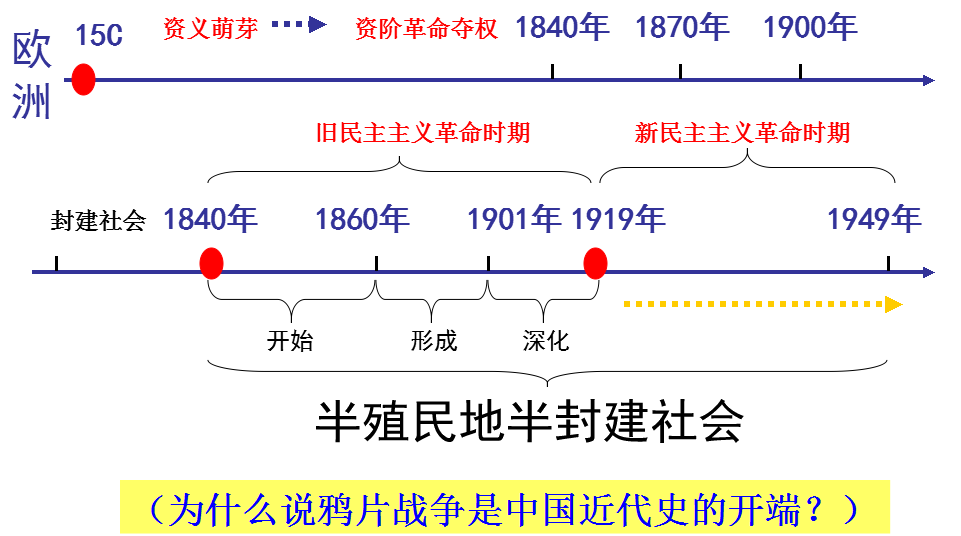 欧洲
15C 资义萌芽 资阶革命夺权 1840年 1870年 1900年
旧民主主义革命时期 新民主主义革命时期
封建社会 1840年 1860年 1901年 1919年 1949年
开始 形成 深化
半殖民地半封建社会
（为什么说鸦片战争是中国近代史的开端？）